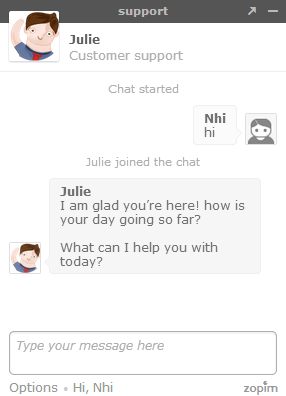 support
Julie
Customer support
Chat started
Nhi
hi
Julie joined the chat
Julie
I am glad you're here! how is
your day going so far?
What can I help you with
today?
Type your message here
Options • Hi, Nhi
zopim